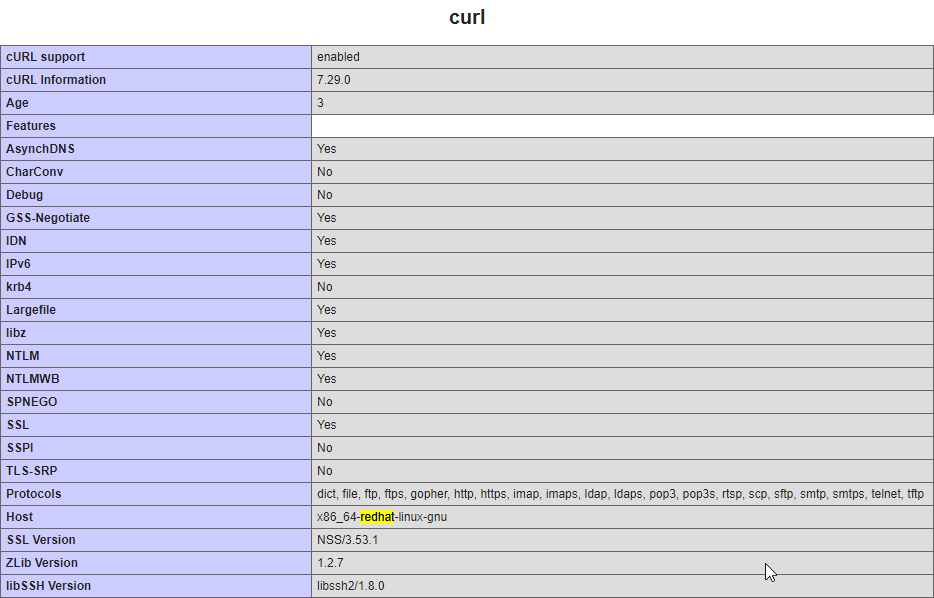 curl
cURL support enabled
cURL Information 7.29.0
Age 3
Features
AsynchDNS Yes
CharConv No
Debug No
GSS-Negotiate Yes
IDN Yes
IPv6 Yes
krb4 No
Largefile Yes
libz Yes
NTLM Yes
NTLMWB Yes
SPNEGO No
SSL Yes
SSPI No
TLS-SRP No
Protocols dict, file, ftp, ftps, gopher, http, https, imap, imaps, ldap, ldaps, pop3, pop3s, rtsp, scp, sftp, smtp, smtps, telnet, tftp
Host x86_64-redhat-linux-gnu
SSL Version NSS/3.53.1
ZLib Version 1.2.7
libSSH Version libssh2/1.8.0